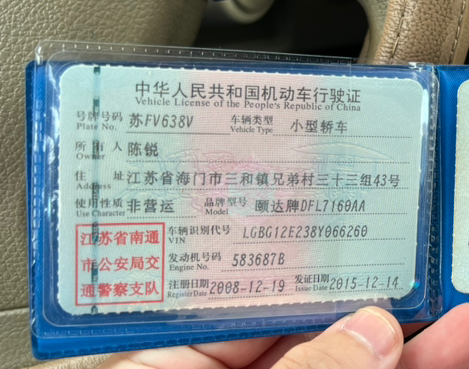 中华人民共和国机动车行驶证
Vehicle License of the People's Republic of China
号牌号码 苏FV638V 车辆类型 小型轿车
Plate No. Vehicle Type
所有人 陈锐
Owner
住址 江苏省海门市三和镇兄弟村三十三组43号
Address
使用性质 非营运 品牌型号 颐达牌DFL7160AA
Use Character Model
江苏省南通 车辆识别代号 LGBG12E238Y066260
VIN
市公安局交 发动机号码 583687B
Engine No.
通警察支队 注册日期 2008-12-19 发证日期 2015-12-14
Register Date Issue Date